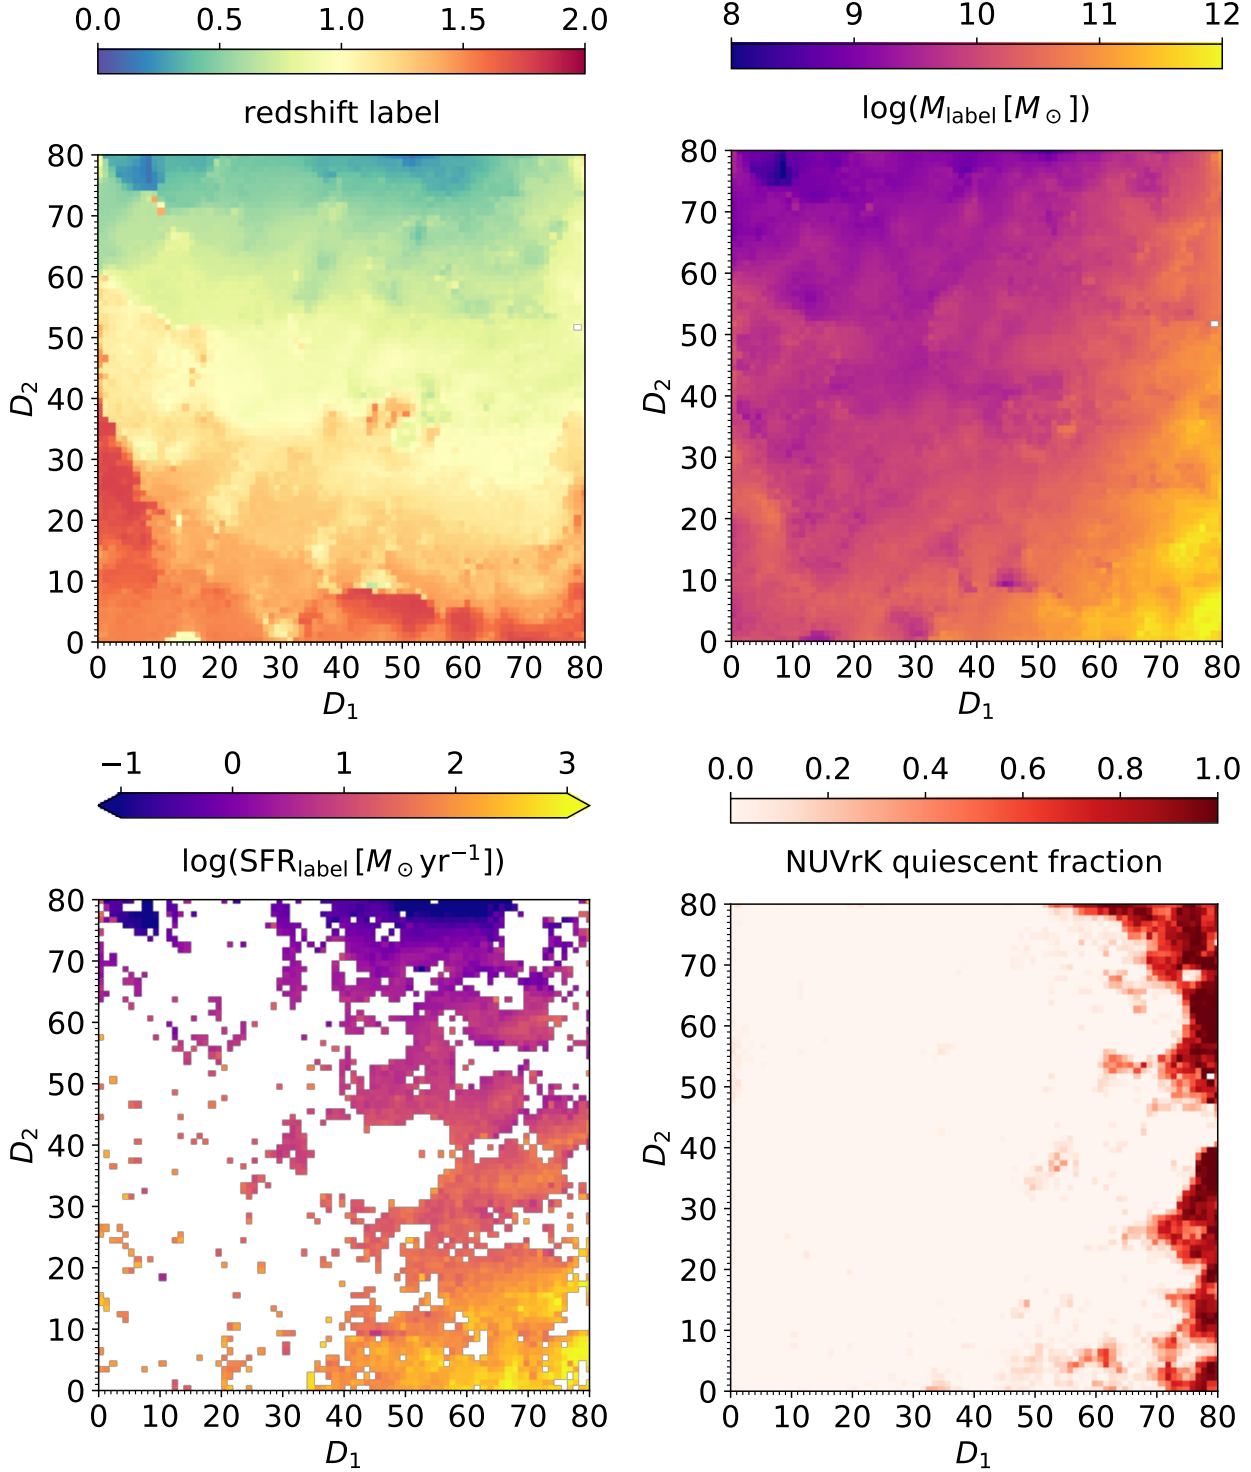 0.0 0.5 1.0 1.5 2.0
redshift label
80
70
60
50
40
30
20
10
0
D₂
0 10 20 30 40 50 60 70 80
D₁
8 9 10 11 12
log(M_label [M_⊙])
80
70
60
50
40
30
20
10
0
D₂
0 10 20 30 40 50 60 70 80
D₁
−1 0 1 2 3
log(SFR_label [M_⊙ yr⁻¹])
80
70
60
50
40
30
20
10
0
D₂
0 10 20 30 40 50 60 70 80
D₁
0.0 0.2 0.4 0.6 0.8 1.0
NUVrK quiescent fraction
80
70
60
50
40
30
20
10
0
D₂
0 10 20 30 40 50 60 70 80
D₁